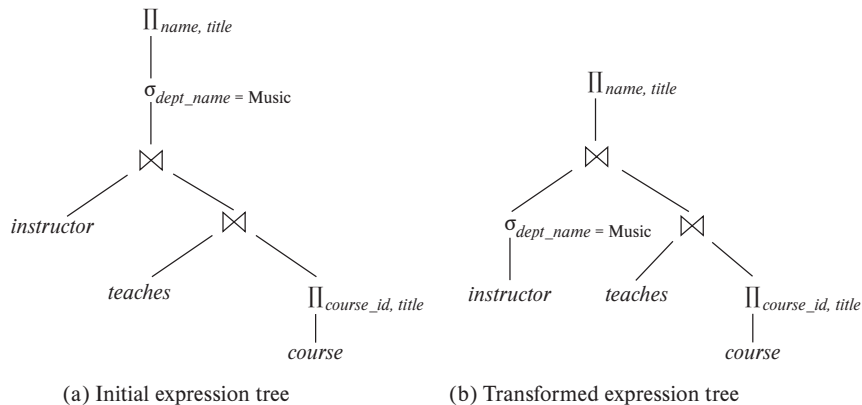 ∏name, title
σdept_name = Music
⋈
instructor
⋈
teaches
∏course_id, title
course
(a) Initial expression tree
∏name, title
⋈
σdept_name = Music
⋈
instructor
teaches
∏course_id, title
course
(b) Transformed expression tree